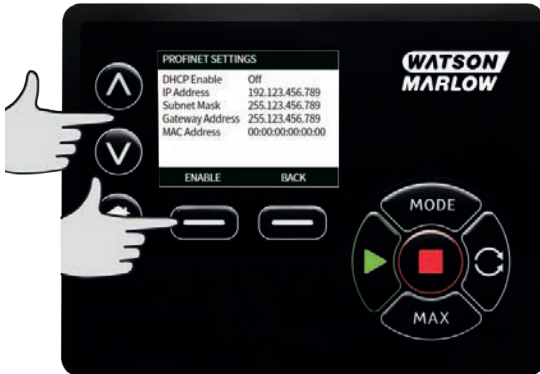 PROFINET SETTINGS
DHCP Enable Off
IP Address 192.123.456.789
Subnet Mask 255.123.456.789
Gateway Address 255.123.456.789
MAC Address 00:00:00:00:00:00
ENABLE BACK
WATSON
MARLOW
MODE
MAX